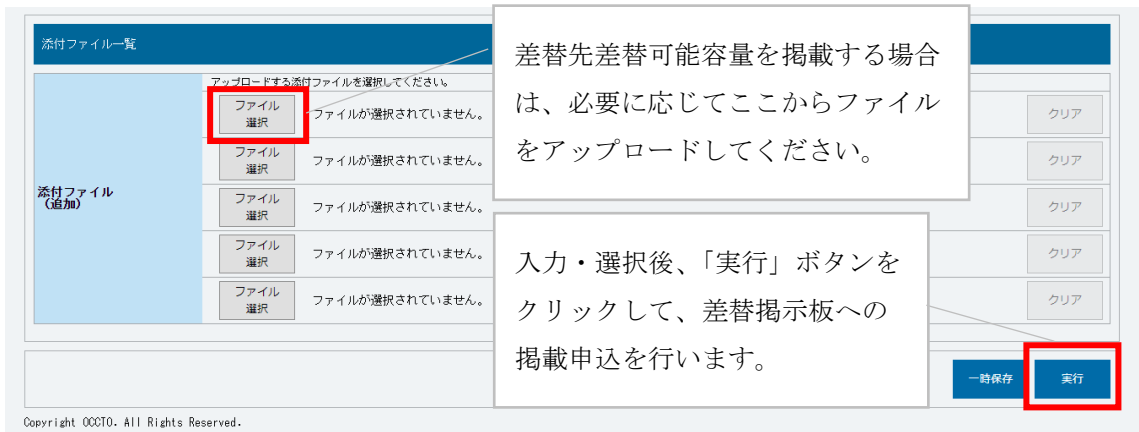 添付ファイル一覧
差替先差替可能容量を掲載する場合
は、必要に応じてここからファイル
をアップロードしてください。
アップロードする添付ファイルを選択してください。
添付ファイル
(追加)
ファイル
選択
ファイルが選択されていません。
クリア
ファイル
選択
ファイルが選択されていません。
クリア
ファイル
選択
ファイルが選択されていません。
クリア
ファイル
選択
ファイルが選択されていません。
クリア
ファイル
選択
ファイルが選択されていません。
クリア
入力・選択後、「実行」ボタンを
クリックして、差替掲示板への
掲載申込を行います。
一時保存
実行
Copyright OCCTO. All Rights Reserved.